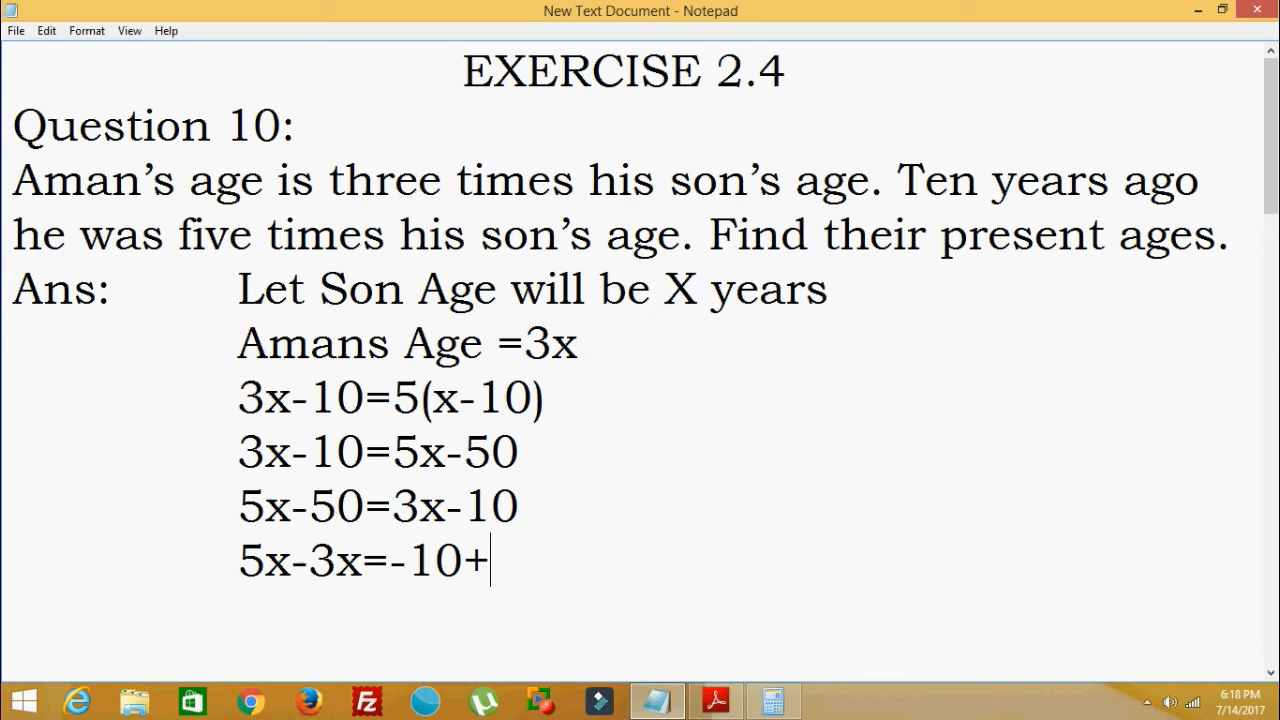 New Text Document - Notepad
File Edit Format View Help
EXERCISE 2.4
Question 10:
Aman’s age is three times his son’s age. Ten years ago
he was five times his son’s age. Find their present ages.
Ans: Let Son Age will be X years
Amans Age =3x
3x-10=5(x-10)
3x-10=5x-50
5x-50=3x-10
5x-3x=-10+
6:18 PM
7/14/2017